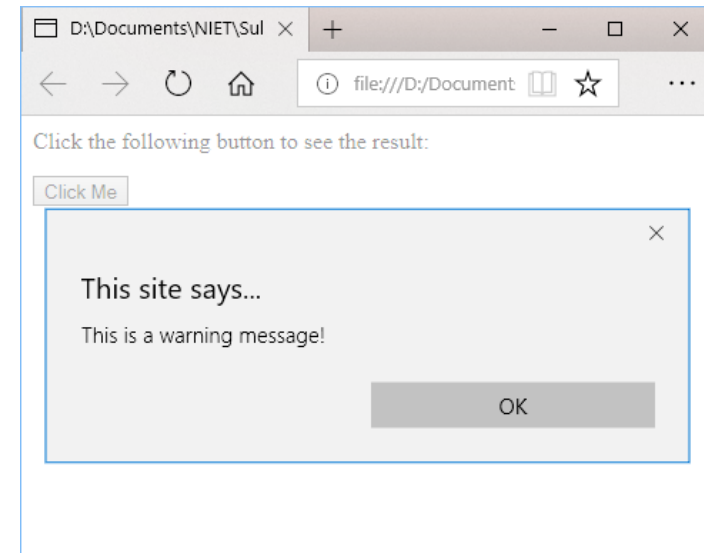 D:\Documents\NIET\Sul
file:///D:/Document
Click the following button to see the result:
Click Me
This site says...
This is a warning message!
OK